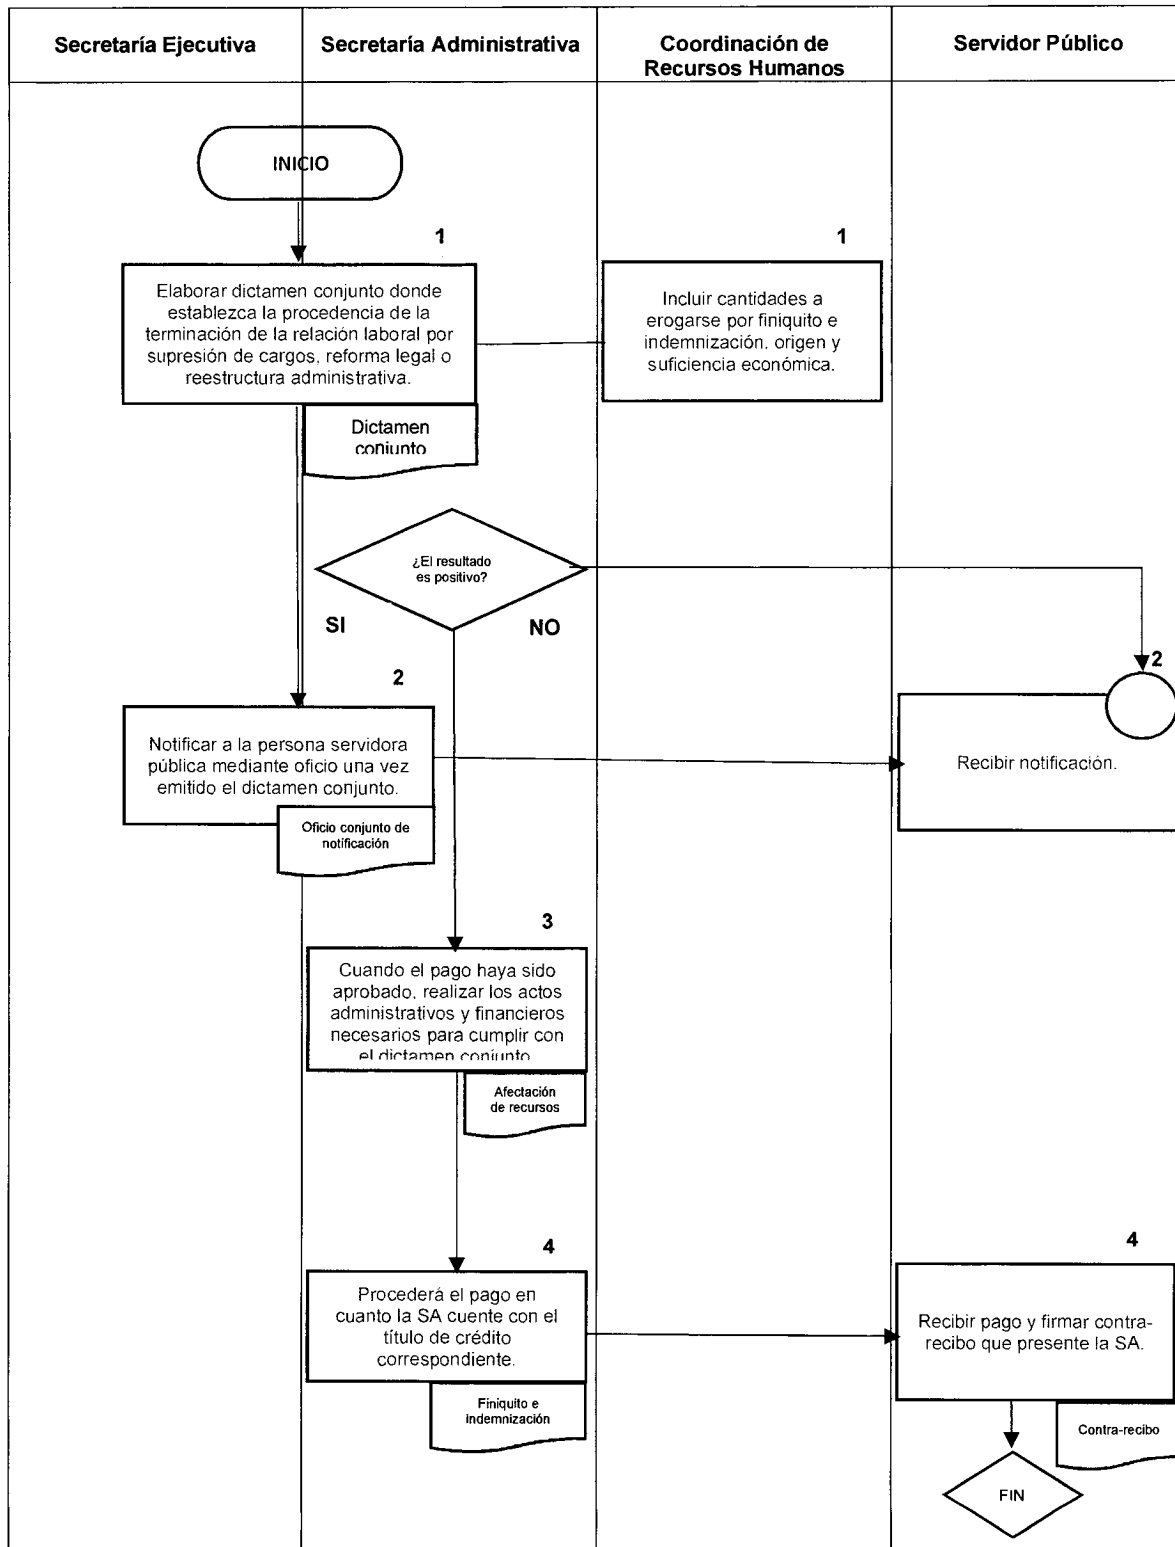 Secretaría Ejecutiva
Secretaría Administrativa
Coordinación de
Recursos Humanos
Servidor Público
INICIO
1
1
Elaborar dictamen conjunto donde
establezca la procedencia de la
terminación de la relación laboral por
supresión de cargos, reforma legal o
reestructura administrativa.
Incluir cantidades a
erogarse por finiquito e
indemnización, origen y
suficiencia económica.
Dictamen
conjunto
¿El resultado
es positivo?
SI
NO
2
2
Notificar a la persona servidora
pública mediante oficio una vez
emitido el dictamen conjunto.
Recibir notificación.
Oficio conjunto de
notificación
3
Cuando el pago haya sido
aprobado, realizar los actos
administrativos y financieros
necesarios para cumplir con
el dictamen conjunto
Afectación
de recursos
4
4
Procederá el pago en
cuanto la SA cuente con el
título de crédito
correspondiente.
Recibir pago y firmar contra-
recibo que presente la SA.
Finiquito e
indemnización
Contra-recibo
FIN